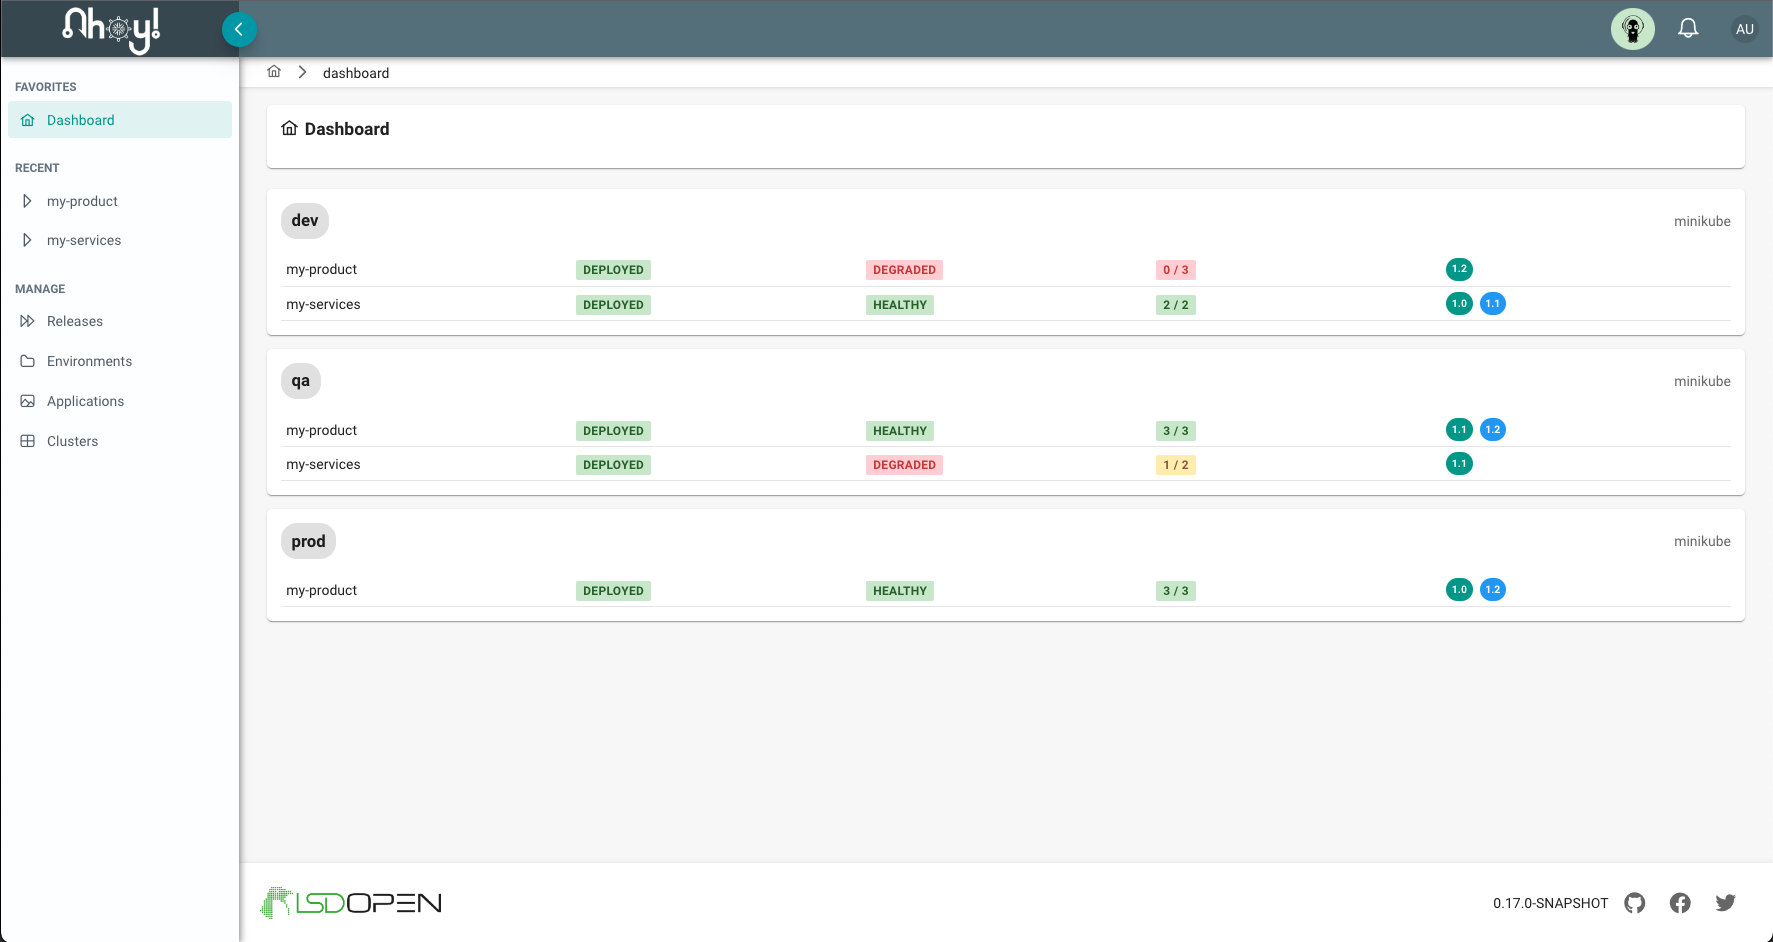 Ahoy!
AU
dashboard
FAVORITES
Dashboard
RECENT
my-product
my-services
MANAGE
Releases
Environments
Applications
Clusters
Dashboard
dev minikube
my-product DEPLOYED DEGRADED 0 / 3 1.2
my-services DEPLOYED HEALTHY 2 / 2 1.0 1.1
qa minikube
my-product DEPLOYED HEALTHY 3 / 3 1.1 1.2
my-services DEPLOYED DEGRADED 1 / 2 1.1
prod minikube
my-product DEPLOYED HEALTHY 3 / 3 1.0 1.2
LSDOPEN 0.17.0-SNAPSHOT